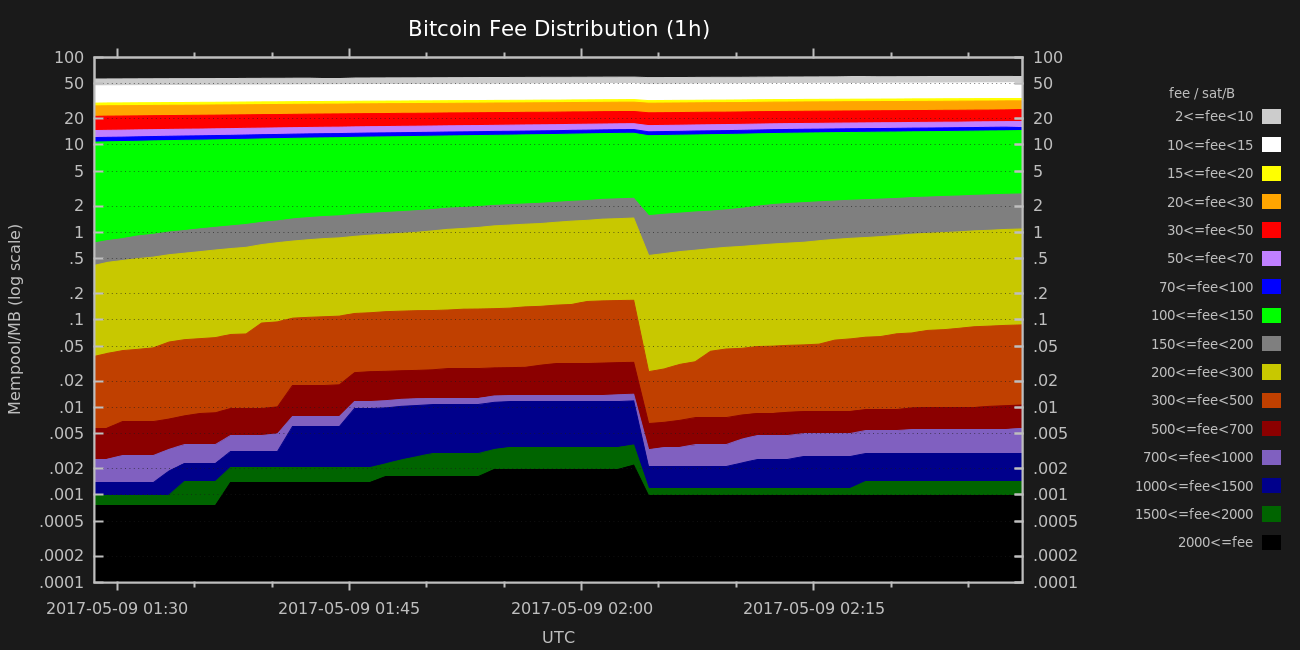 Bitcoin Fee Distribution (1h)
Mempool/MB (log scale)
100
50
20
10
5
2
1
.5
.2
.1
.05
.02
.01
.005
.002
.001
.0005
.0002
.0001
100
50
20
10
5
2
1
.5
.2
.1
.05
.02
.01
.005
.002
.001
.0005
.0002
.0001
2017-05-09 01:30
2017-05-09 01:45
2017-05-09 02:00
2017-05-09 02:15
UTC
fee / sat/B
2<=fee<10
10<=fee<15
15<=fee<20
20<=fee<30
30<=fee<50
50<=fee<70
70<=fee<100
100<=fee<150
150<=fee<200
200<=fee<300
300<=fee<500
500<=fee<700
700<=fee<1000
1000<=fee<1500
1500<=fee<2000
2000<=fee